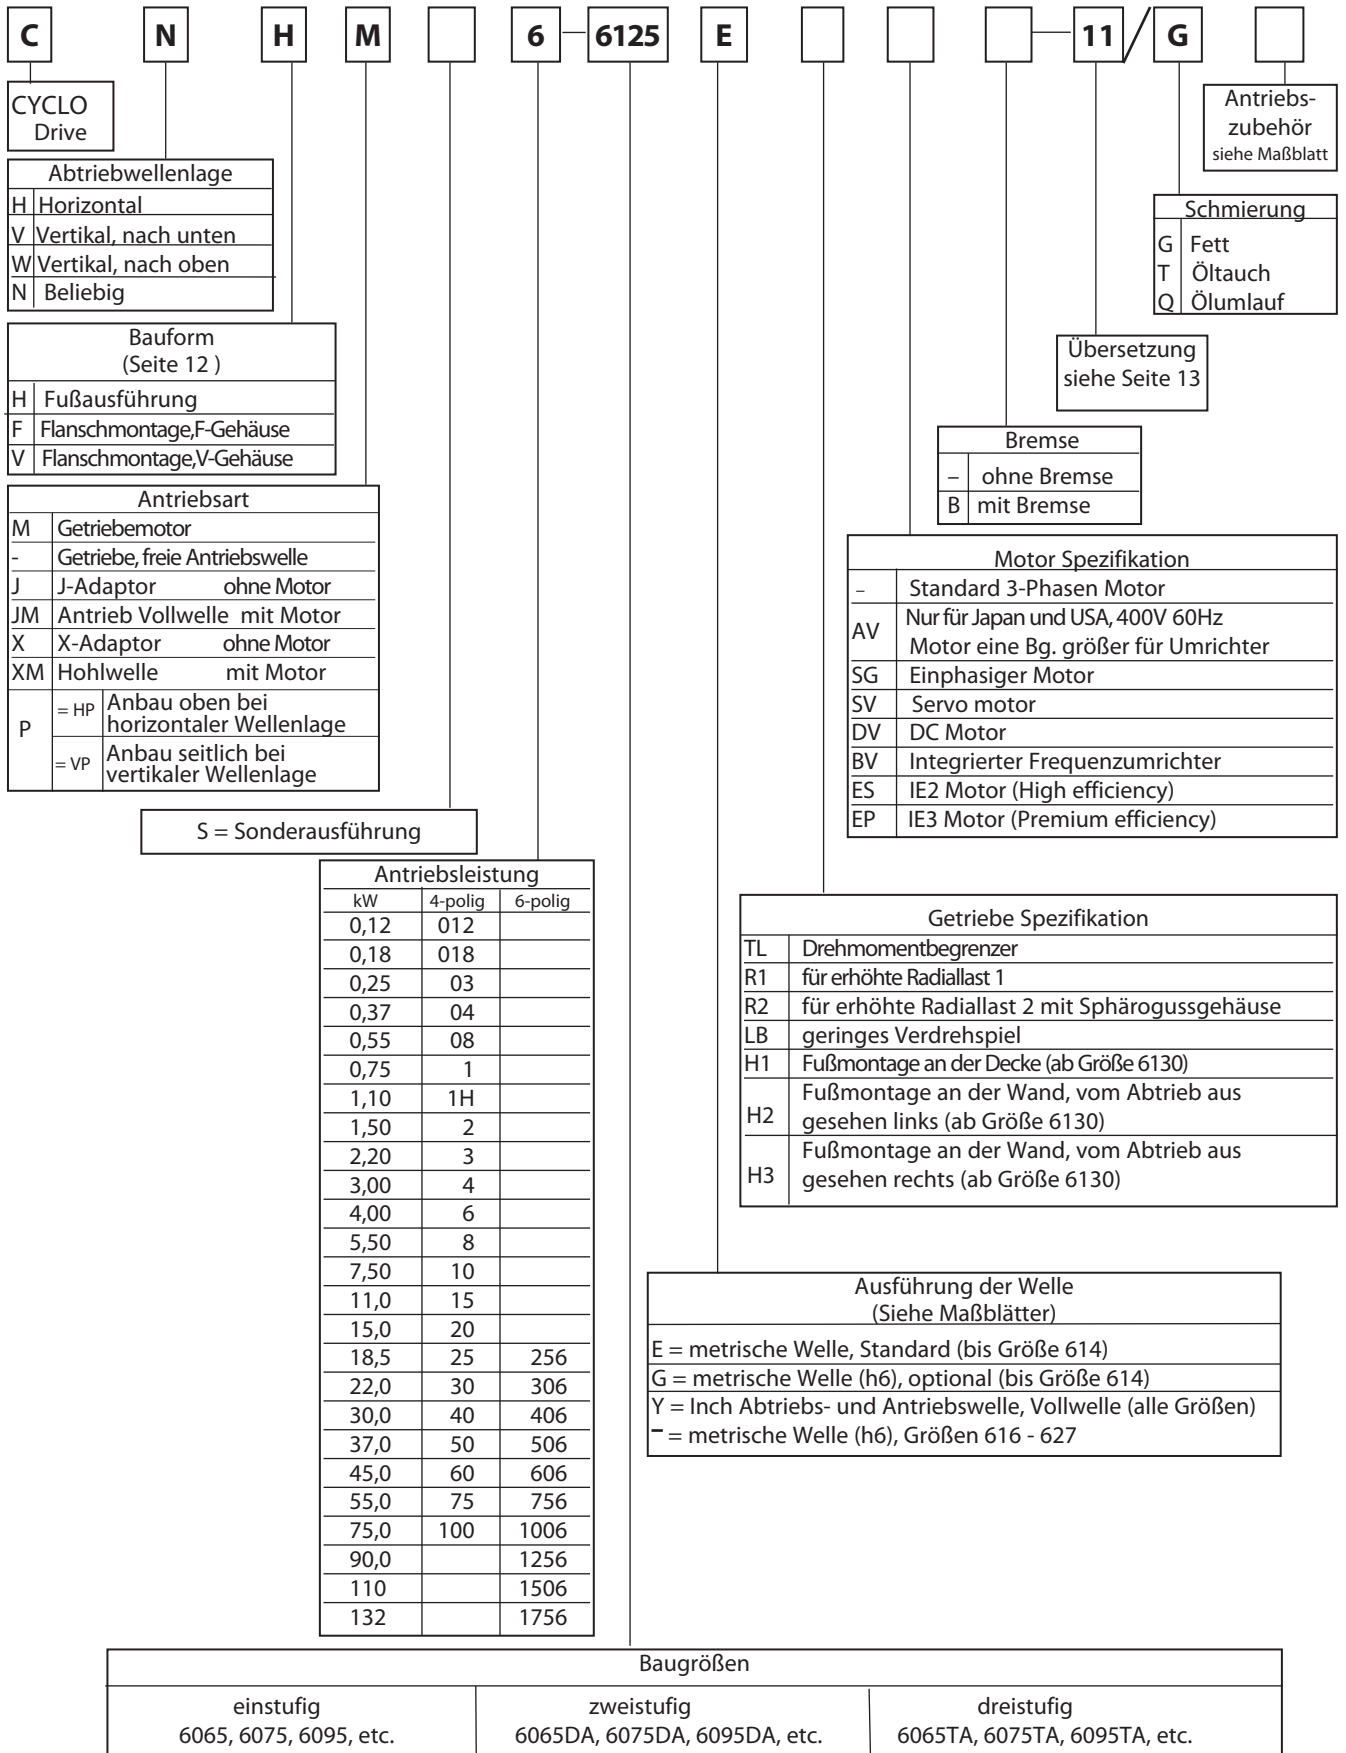 C N H M 6 – 6125 E – 11 / G
CYCLO
Drive
Antriebs-
zubehör
siehe Maßblatt
Abtriebwellenlage
H Horizontal
V Vertikal, nach unten
W Vertikal, nach oben
N Beliebig
Schmierung
G Fett
T Öltauch
Q Ölumlauf
Bauform
(Seite 12 )
H Fußausführung
F Flanschmontage,F-Gehäuse
V Flanschmontage,V-Gehäuse
Übersetzung
siehe Seite 13
Bremse
– ohne Bremse
B mit Bremse
Antriebsart
M Getriebemotor
- Getriebe, freie Antriebswelle
J J-Adaptor ohne Motor
JM Antrieb Vollwelle mit Motor
X X-Adaptor ohne Motor
XM Hohlwelle mit Motor
P = HP Anbau oben bei
horizontaler Wellenlage
= VP Anbau seitlich bei
vertikaler Wellenlage
Motor Spezifikation
– Standard 3-Phasen Motor
AV Nur für Japan und USA, 400V 60Hz
Motor eine Bg. größer für Umrichter
SG Einphasiger Motor
SV Servo motor
DV DC Motor
BV Integrierter Frequenzumrichter
ES IE2 Motor (High efficiency)
EP IE3 Motor (Premium efficiency)
S = Sonderausführung
Antriebsleistung
kW 4-polig 6-polig
0,12 012
0,18 018
0,25 03
0,37 04
0,55 08
0,75 1
1,10 1H
1,50 2
2,20 3
3,00 4
4,00 6
5,50 8
7,50 10
11,0 15
15,0 20
18,5 25 256
22,0 30 306
30,0 40 406
37,0 50 506
45,0 60 606
55,0 75 756
75,0 100 1006
90,0 1256
110 1506
132 1756
Getriebe Spezifikation
TL Drehmomentbegrenzer
R1 für erhöhte Radiallast 1
R2 für erhöhte Radiallast 2 mit Sphärogussgehäuse
LB geringes Verdrehspiel
H1 Fußmontage an der Decke (ab Größe 6130)
H2 Fußmontage an der Wand, vom Abtrieb aus
gesehen links (ab Größe 6130)
H3 Fußmontage an der Wand, vom Abtrieb aus
gesehen rechts (ab Größe 6130)
Ausführung der Welle
(Siehe Maßblätter)
E = metrische Welle, Standard (bis Größe 614)
G = metrische Welle (h6), optional (bis Größe 614)
Y = Inch Abtriebs- und Antriebswelle, Vollwelle (alle Größen)
– = metrische Welle (h6), Größen 616 - 627
Baugrößen
einstufig zweistufig dreistufig
6065, 6075, 6095, etc. 6065DA, 6075DA, 6095DA, etc. 6065TA, 6075TA, 6095TA, etc.